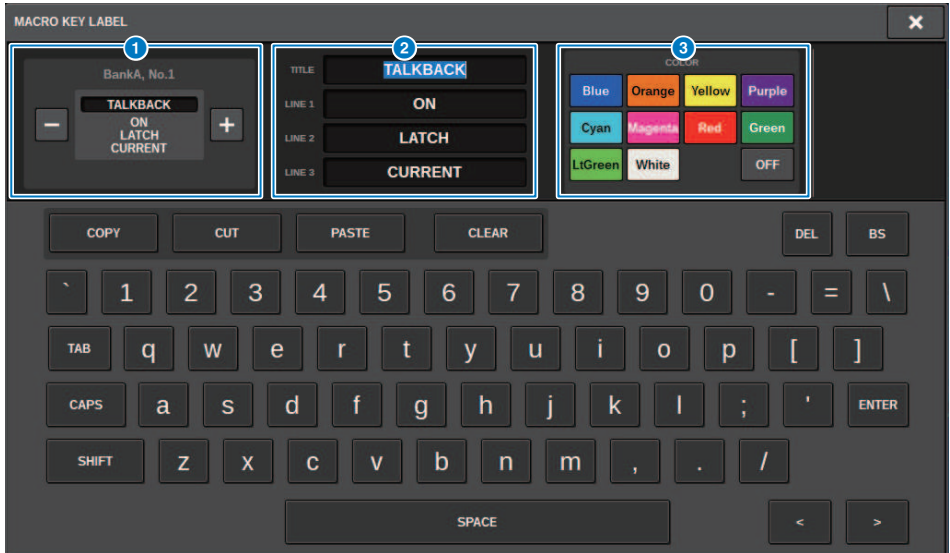 MACRO KEY LABEL ×
1 2 3
BankA, No.1
TALKBACK
ON
LATCH
CURRENT
− +
TITLE TALKBACK
LINE 1 ON
LINE 2 LATCH
LINE 3 CURRENT
COLOR
Blue Orange Yellow Purple
Cyan Magenta Red Green
LtGreen White OFF
COPY CUT PASTE CLEAR DEL BS
` 1 2 3 4 5 6 7 8 9 0 - = \
TAB q w e r t y u i o p [ ]
CAPS a s d f g h j k l ; ' ENTER
SHIFT z x c v b n m , . /
SPACE < >